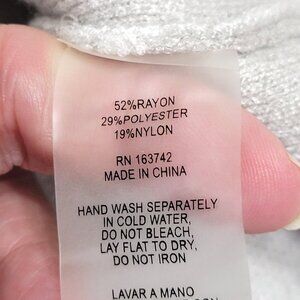 52%RAYON
29%POLYESTER
19%NYLON
RN 163742
MADE IN CHINA
HAND WASH SEPARATELY
IN COLD WATER,
DO NOT BLEACH,
LAY FLAT TO DRY,
DO NOT IRON
LAVAR A MANO